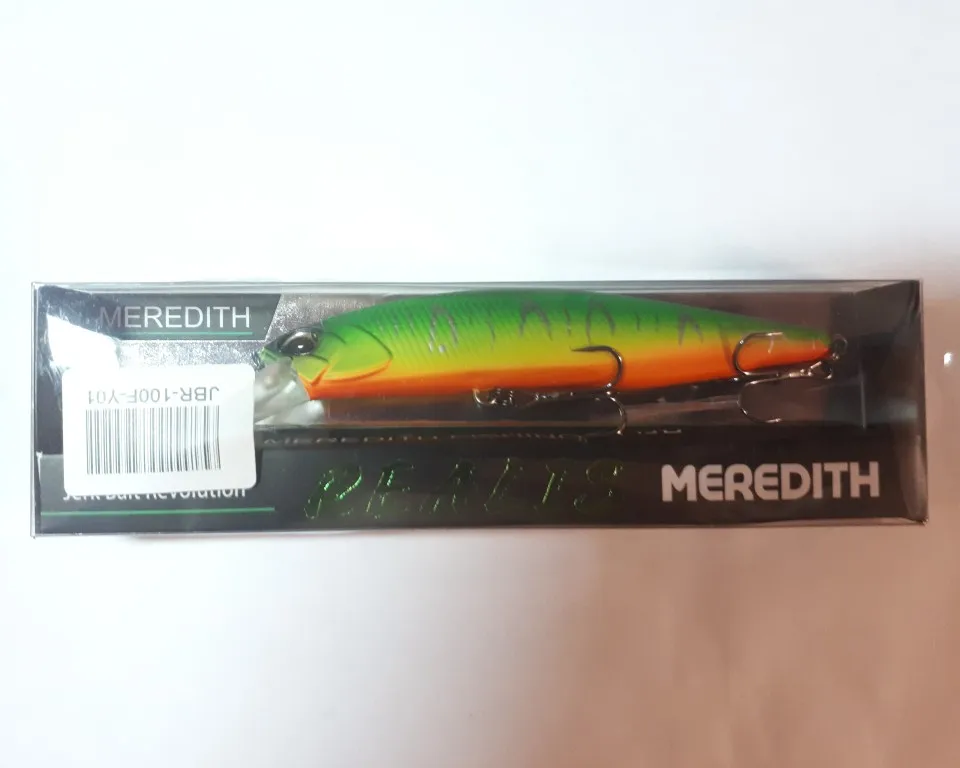 MEREDITH
JBR-100F-Y01
Jerk Bait Revolution
REALIS
MEREDITH